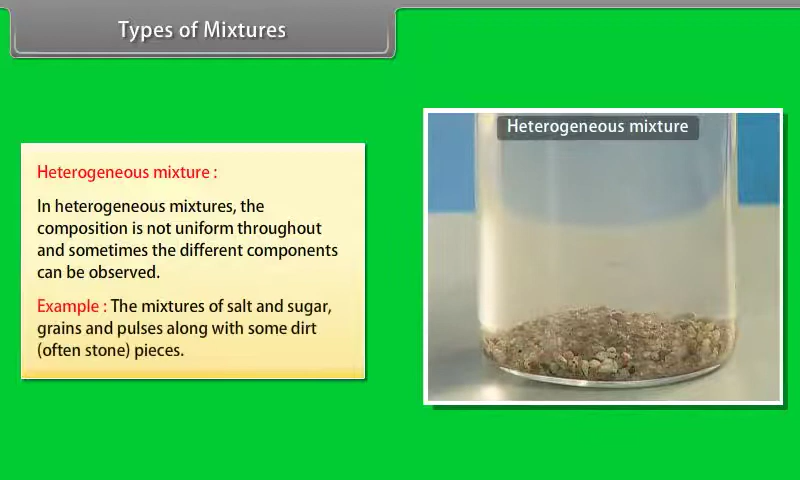 Types of Mixtures
Heterogeneous mixture
Heterogeneous mixture :
In heterogeneous mixtures, the
composition is not uniform throughout
and sometimes the different components
can be observed.
Example : The mixtures of salt and sugar,
grains and pulses along with some dirt
(often stone) pieces.